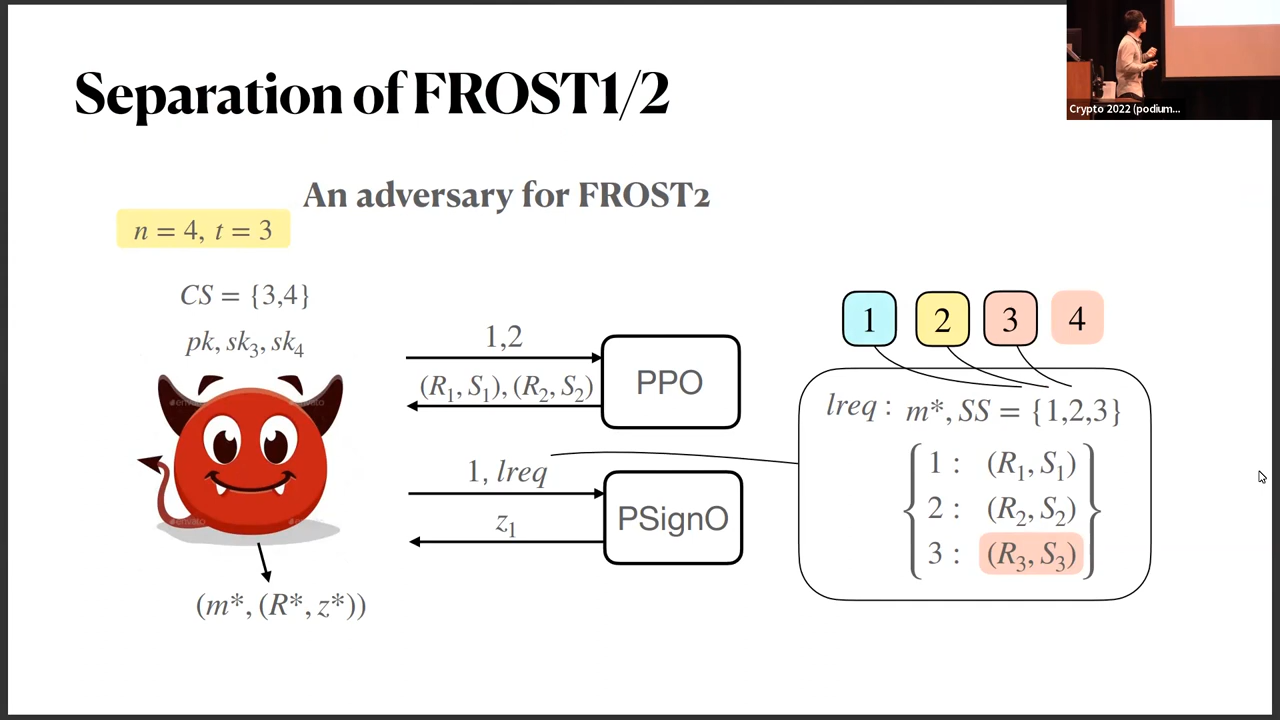 Crypto 2022 (podium...
Separation of FROST1/2
An adversary for FROST2
n = 4, t = 3
CS = {3,4}
pk, sk₃, sk₄
1,2
(R₁, S₁), (R₂, S₂)
PPO
1, lreq
z₁
PSignO
(m*, (R*, z*))
1 2 3 4
lreq : m*, SS = {1,2,3}
1 : (R₁, S₁)
2 : (R₂, S₂)
3 : (R₃, S₃)